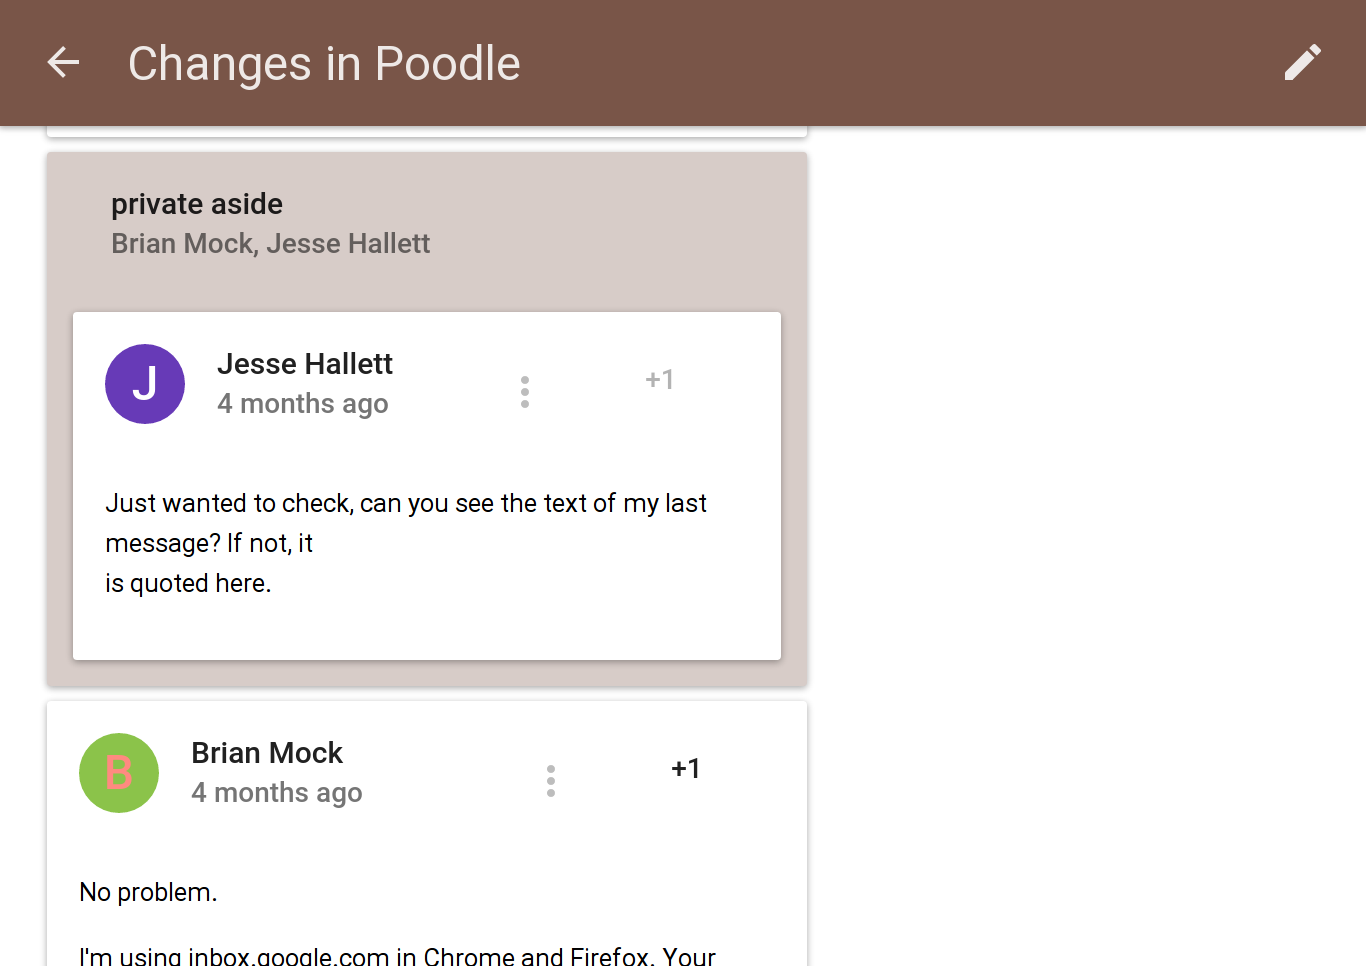 Changes in Poodle
private aside
Brian Mock, Jesse Hallett
J
Jesse Hallett
4 months ago
+1
Just wanted to check, can you see the text of my last
message? If not, it
is quoted here.
B
Brian Mock
4 months ago
+1
No problem.
I'm using inbox.google.com in Chrome and Firefox. Your